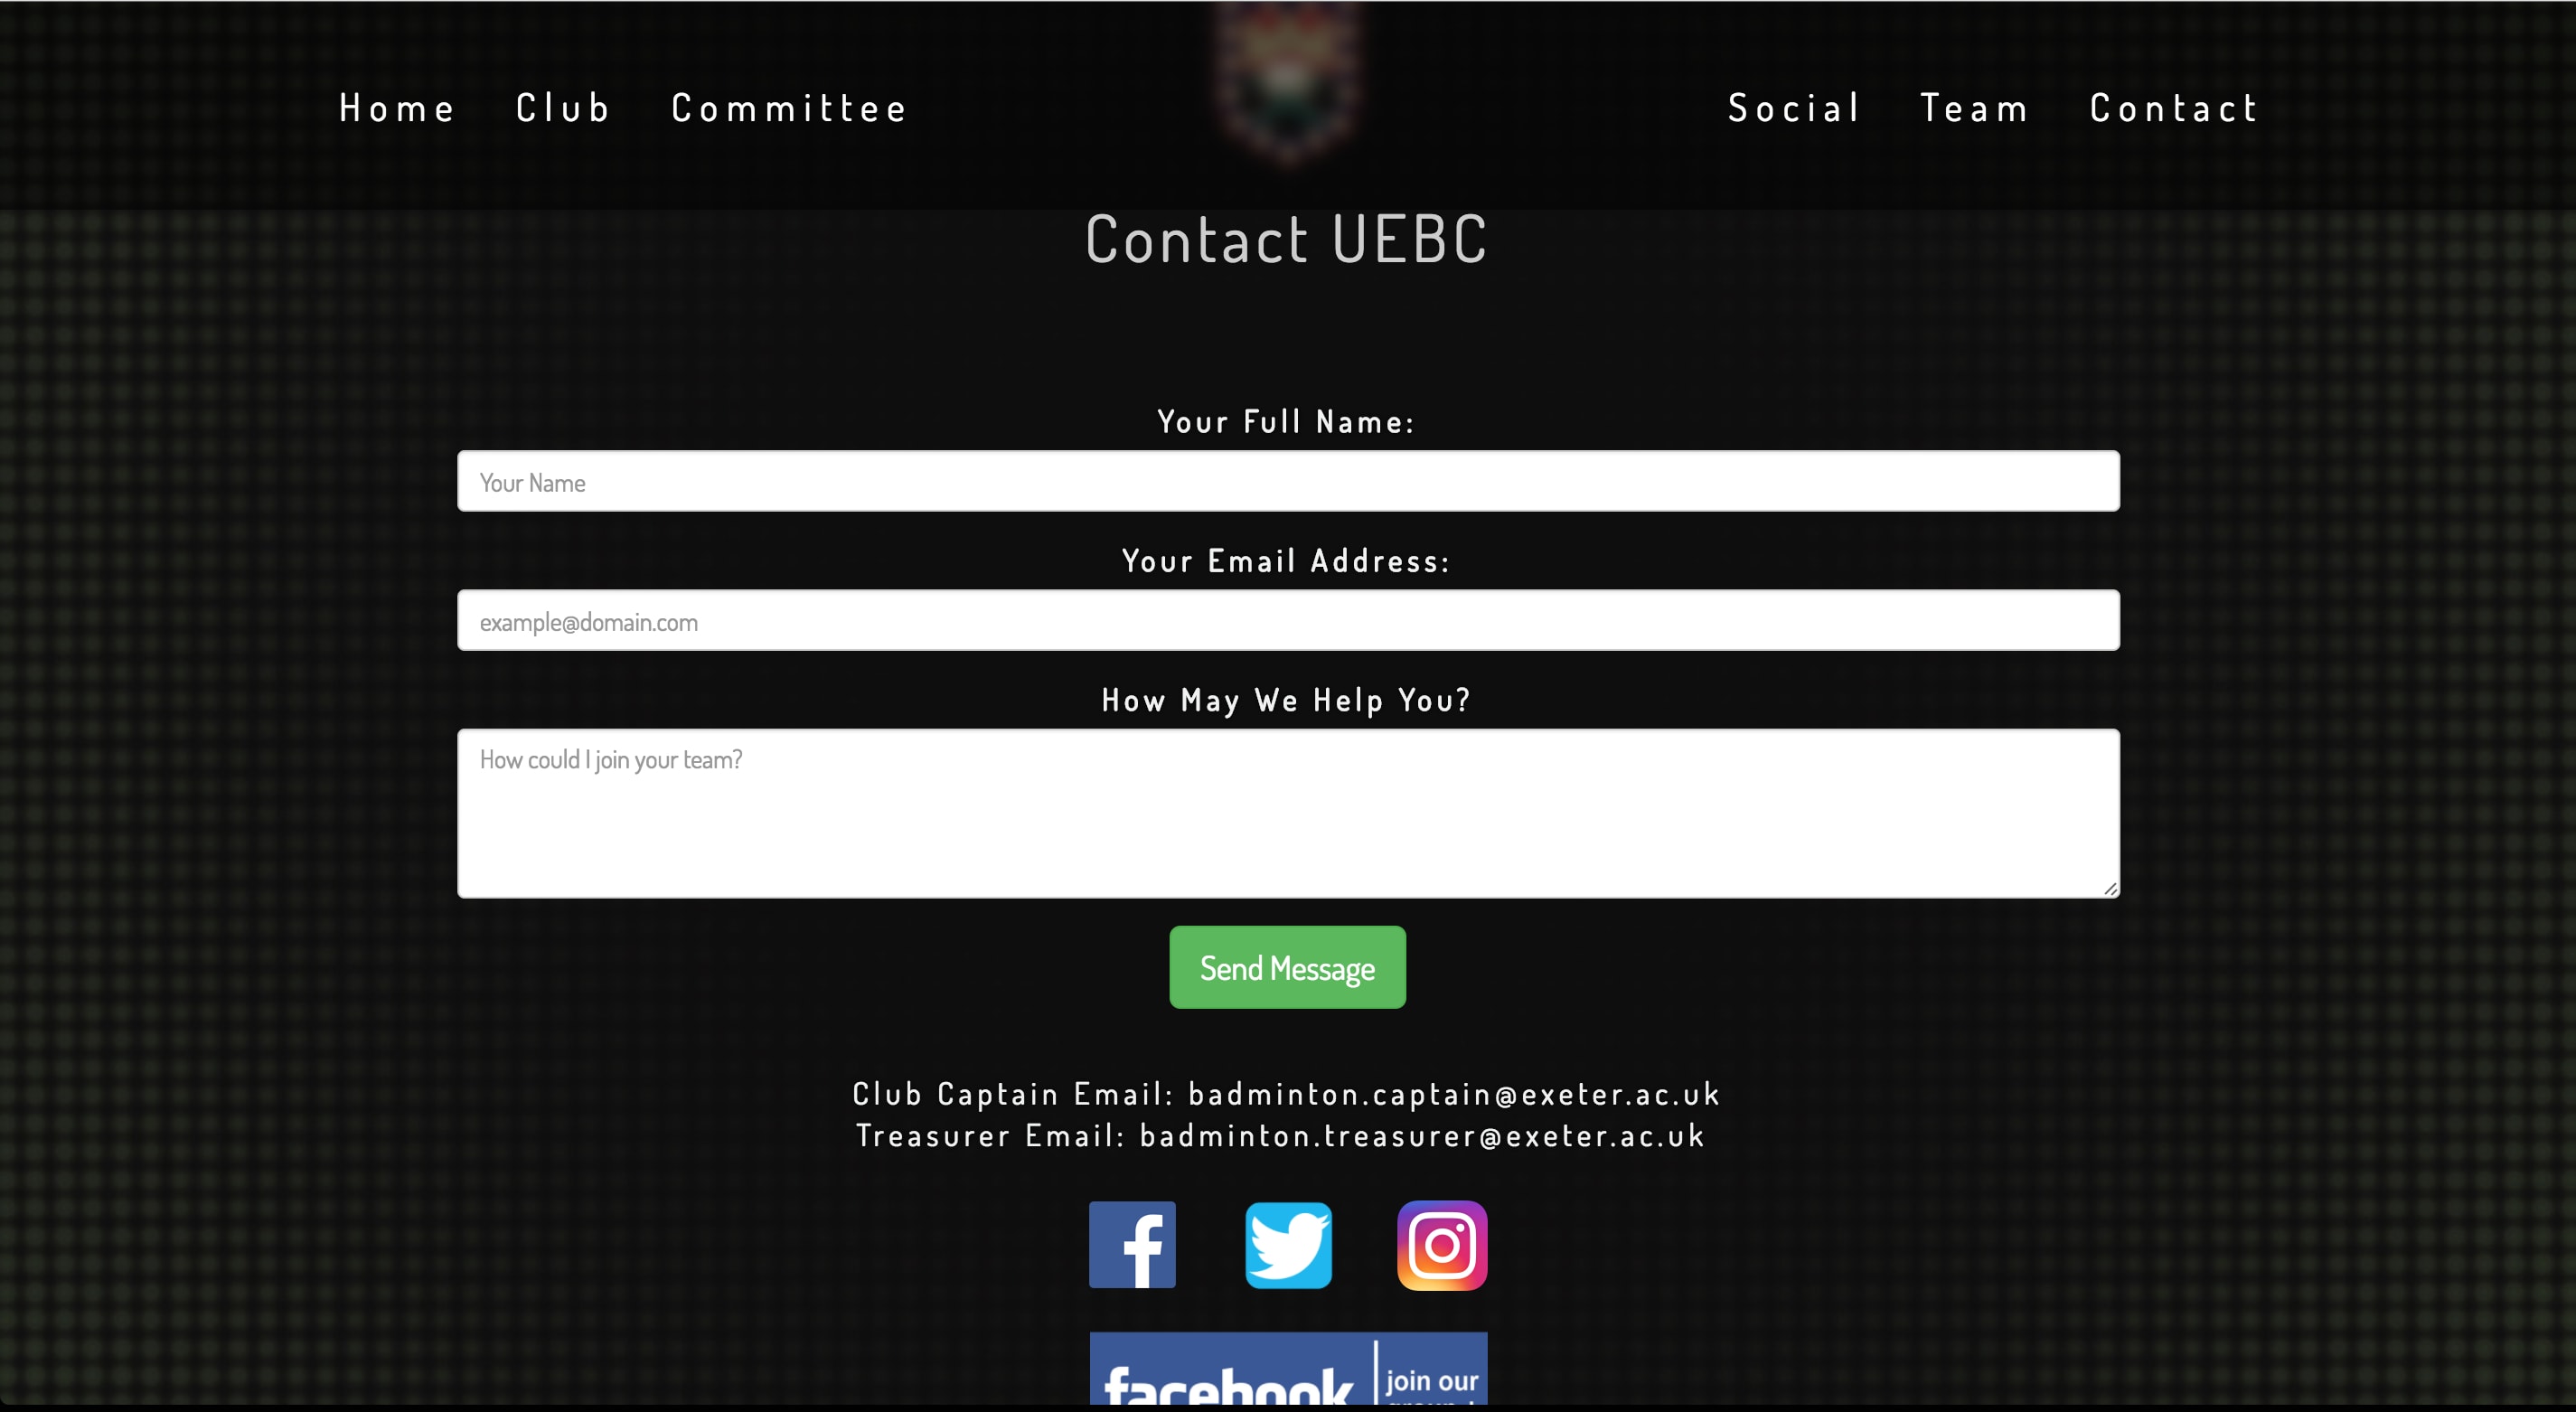 Home Club Committee Social Team Contact
Contact UEBC
Your Full Name:
Your Name
Your Email Address:
example@domain.com
How May We Help You?
How could I join your team?
Send Message
Club Captain Email: badminton.captain@exeter.ac.uk
Treasurer Email: badminton.treasurer@exeter.ac.uk
facebook join our